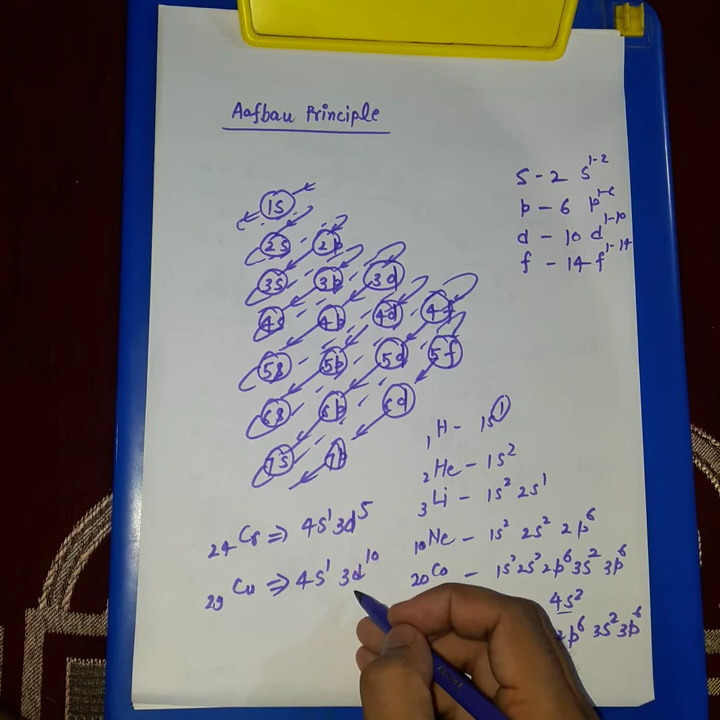 Aafbau Principle
S - 2 S¹⁻²
p - 6 p¹⁻⁶
d - 10 d¹⁻¹⁰
f - 14 f¹⁻¹⁴
1s
2s 2p
3s 3p 3d
4s 4p 4d 4f
5s 5p 5d 5f
6s 6p 6d
7s 7p
₁H - 1s¹
₂He - 1s²
₃Li - 1s² 2s¹
₁₀Ne - 1s² 2s² 2p⁶
₂₀Ca - 1s² 2s² 2p⁶ 3s² 3p⁶
4s²
2p⁶ 3s² 3p⁶
₂₄Cr ⇒ 4s¹ 3d⁵
₂₉Cu ⇒ 4s¹ 3d¹⁰